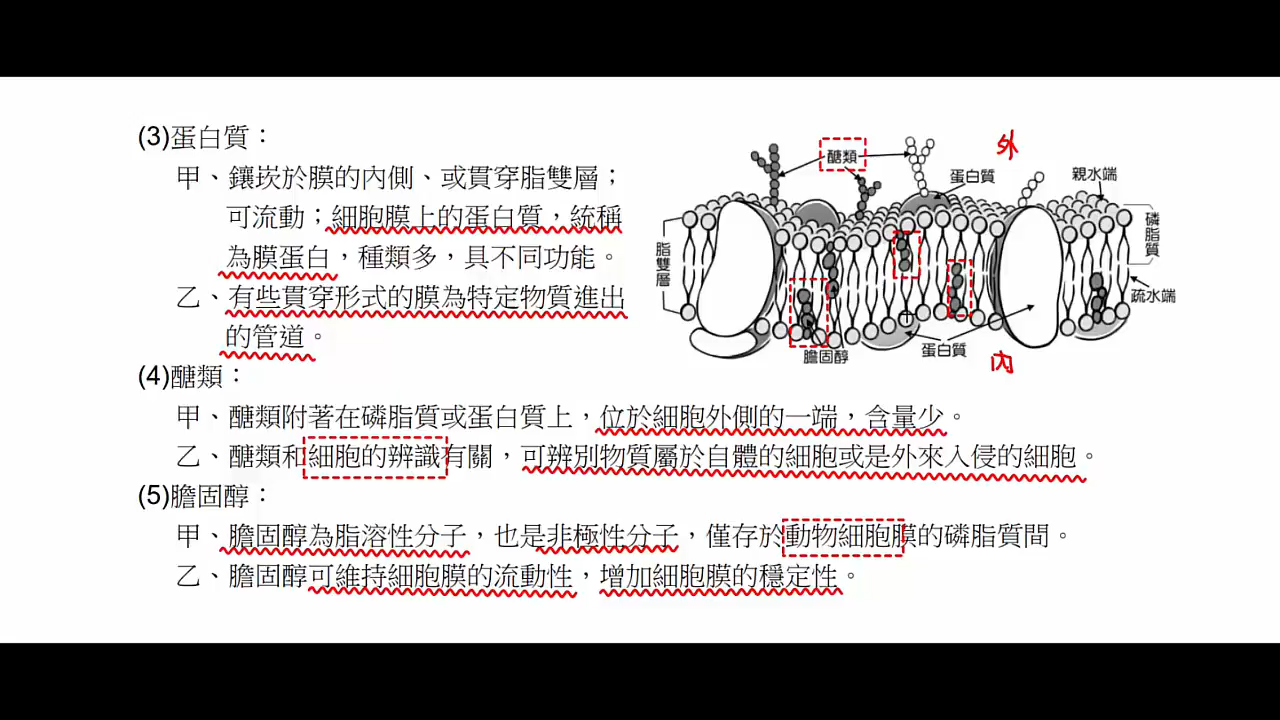 (3)蛋白質：
甲、鑲崁於膜的內側、或貫穿脂雙層；
可流動；細胞膜上的蛋白質，統稱
為膜蛋白，種類多，具不同功能。
乙、有些貫穿形式的膜為特定物質進出
的管道。
(4)醣類：
甲、醣類附著在磷脂質或蛋白質上，位於細胞外側的一端，含量少。
乙、醣類和細胞的辨識有關，可辨別物質屬於自體的細胞或是外來入侵的細胞。
(5)膽固醇：
甲、膽固醇為脂溶性分子，也是非極性分子，僅存於動物細胞膜的磷脂質間。
乙、膽固醇可維持細胞膜的流動性，增加細胞膜的穩定性。
外
醣類
蛋白質
親水端
磷脂質
脂雙層
疏水端
膽固醇
蛋白質
內